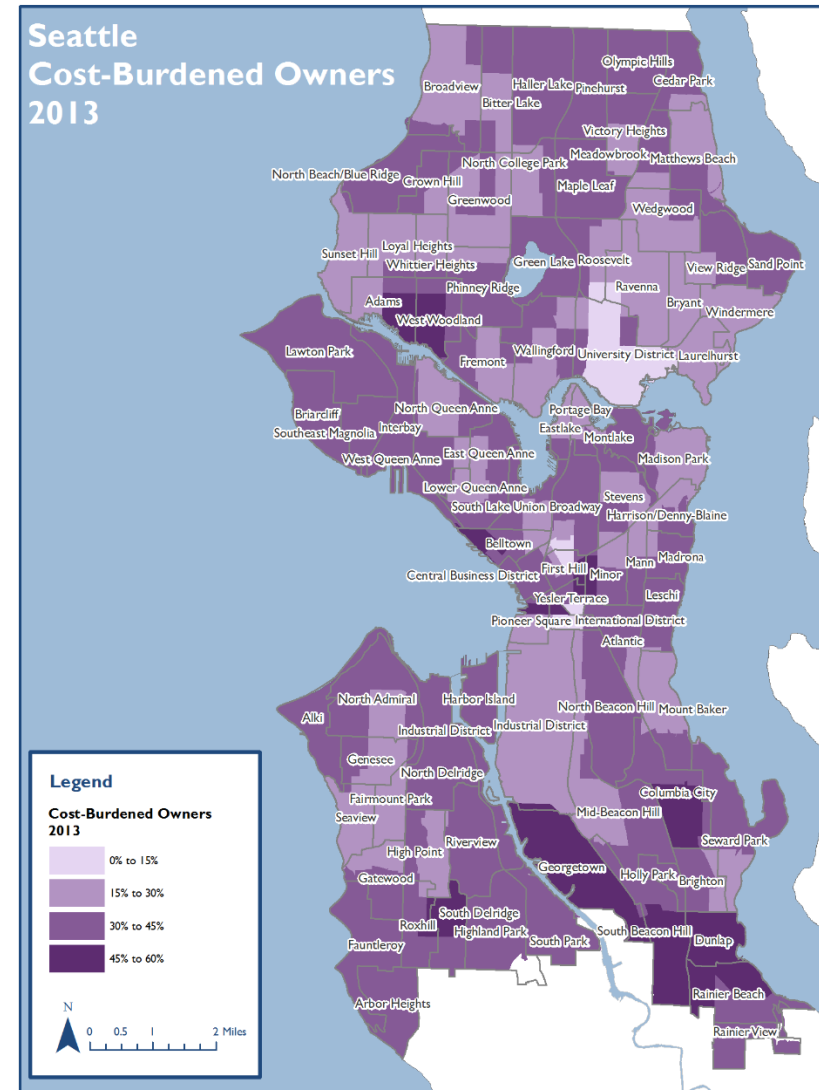 Seattle
Cost-Burdened Owners
2013
Olympic Hills
Cedar Park
Haller Lake
Pinehurst
Broadview
Bitter Lake
Victory Heights
Meadowbrook
Matthews Beach
North College Park
North Beach/Blue Ridge
Crown Hill
Maple Leaf
Greenwood
Wedgwood
Loyal Heights
Sunset Hill
Whittier Heights
Green Lake
Roosevelt
View Ridge
Sand Point
Phinney Ridge
Ravenna
Adams
Bryant
Windermere
West Woodland
Lawton Park
Fremont
Wallingford
University District
Laurelhurst
North Queen Anne
Portage Bay
Briarcliff
Interbay
Eastlake
Southeast Magnolia
Montlake
West Queen Anne
East Queen Anne
Madison Park
Lower Queen Anne
Stevens
South Lake Union
Broadway
Harrison/Denny-Blaine
Belltown
Madrona
Mann
First Hill
Minor
Central Business District
Leschi
Yesler Terrace
Pioneer Square
International District
Atlantic
North Admiral
Harbor Island
North Beacon Hill
Mount Baker
Alki
Industrial District
Industrial District
Genesee
North Delridge
Columbia City
Fairmount Park
Mid-Beacon Hill
Seaview
Seward Park
Riverview
High Point
Georgetown
Holly Park
Brighton
Gatewood
South Delridge
Roxhill
Highland Park
South Beacon Hill
Dunlap
Fauntleroy
South Park
Rainier Beach
Arbor Heights
Rainier View
Legend
Cost-Burdened Owners
2013
0% to 15%
15% to 30%
30% to 45%
45% to 60%
N
0 0.5 1 2 Miles